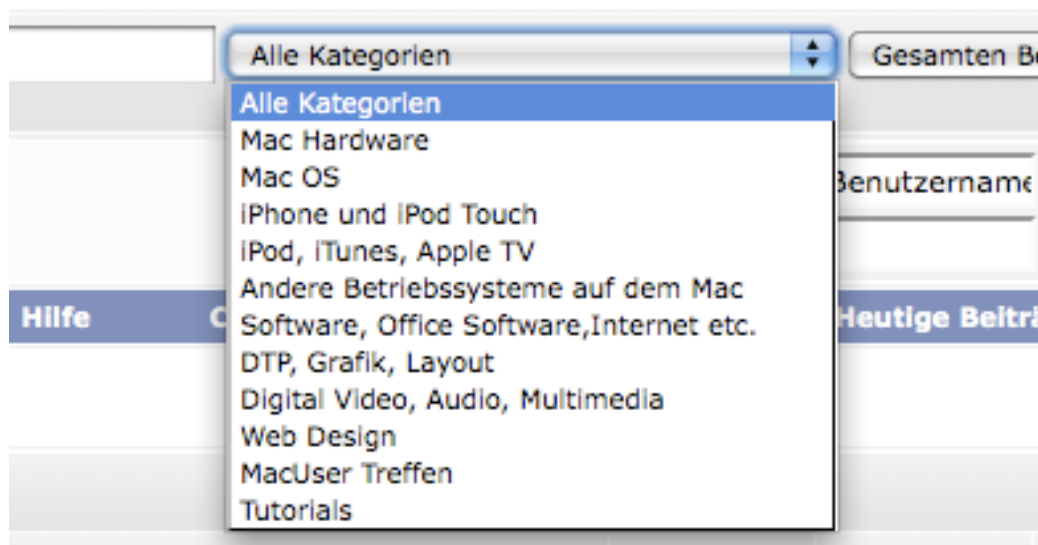 Alle Kategorien
Gesamten
Alle Kategorien
Mac Hardware
Mac OS
iPhone und iPod Touch
Benutzername
iPod, iTunes, Apple TV
Andere Betriebssysteme auf dem Mac
Hilfe
Software, Office Software,Internet etc.
Heutige
DTP, Grafik, Layout
Digital Video, Audio, Multimedia
Web Design
MacUser Treffen
Tutorials